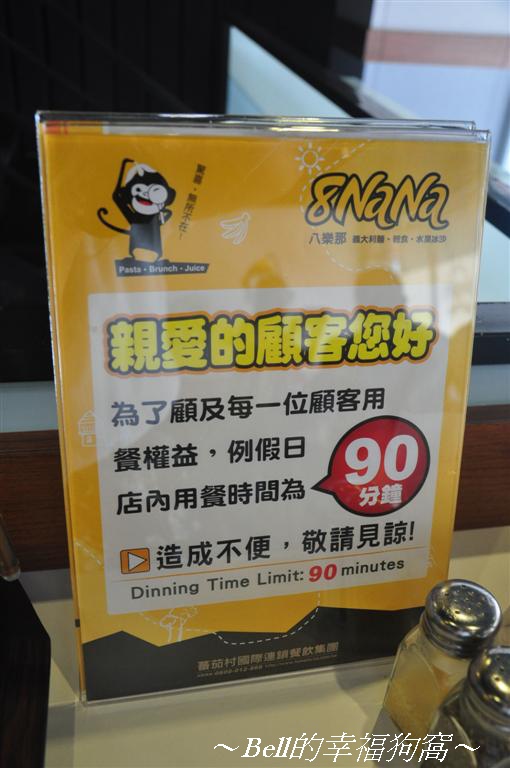 驚喜，無所不在！
8NaNa
八樂那 義大利麵・輕食・水果冰沙
Pasta・Brunch・Juice
親愛的顧客您好
為了顧及每一位顧客用
餐權益，例假日
店內用餐時間為
90
分鐘
造成不便，敬請見諒!
Dinning Time Limit: 90 minutes
蕃茄村國際連鎖餐飲集團
～Bell的幸福狗窩～